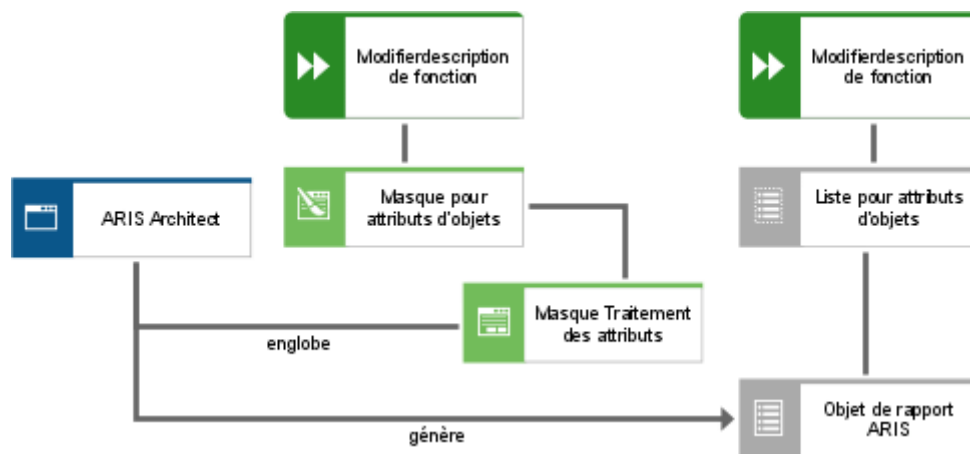 Modifierdescription
de fonction
Modifierdescription
de fonction
ARIS Architect
Masque pour
attributs d'objets
Liste pour attributs
d'objets
Masque Traitement
des attributs
englobe
Objet de rapport
ARIS
génère